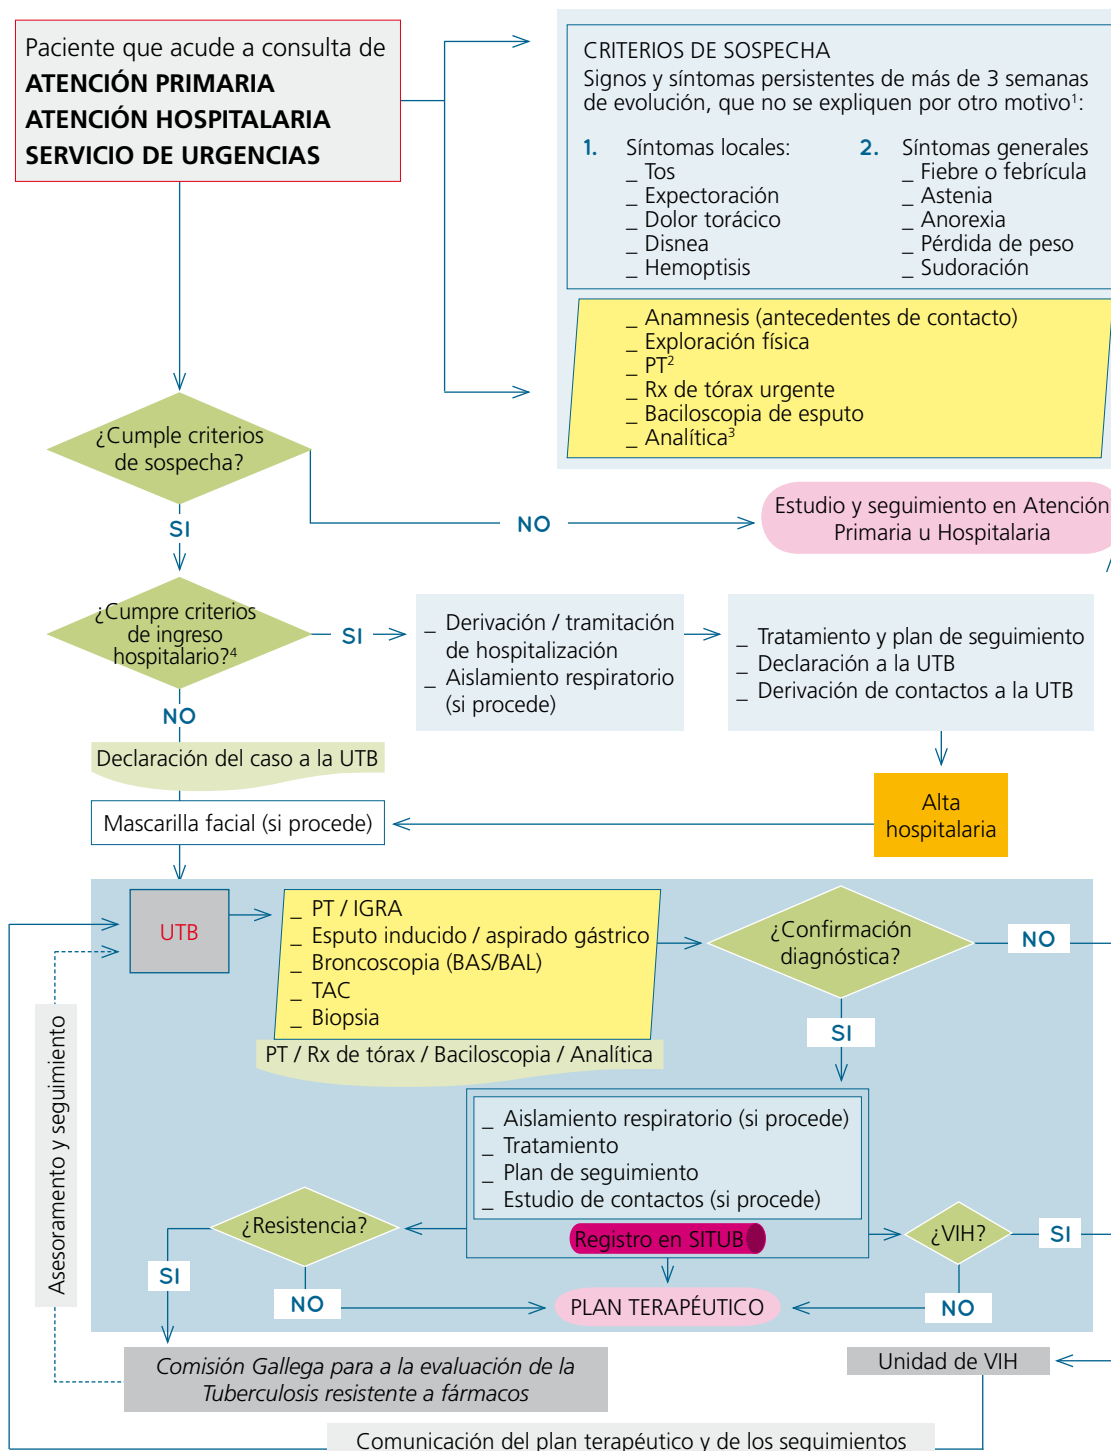 Paciente que acude a consulta de
ATENCIÓN PRIMARIA
ATENCIÓN HOSPITALARIA
SERVICIO DE URGENCIAS
CRITERIOS DE SOSPECHA
Signos y síntomas persistentes de más de 3 semanas
de evolución, que no se expliquen por otro motivo¹:
1. Síntomas locales:
_ Tos
_ Expectoración
_ Dolor torácico
_ Disnea
_ Hemoptisis
2. Síntomas generales
_ Fiebre o febrícula
_ Astenia
_ Anorexia
_ Pérdida de peso
_ Sudoración
_ Anamnesis (antecedentes de contacto)
_ Exploración física
_ PT²
_ Rx de tórax urgente
_ Baciloscopia de esputo
_ Analítica³
¿Cumple criterios
de sospecha?
NO
Estudio y seguimiento en Atención
Primaria u Hospitalaria
SI
¿Cumpre criterios
de ingreso
hospitalario?⁴
SI
_ Derivación / tramitación
de hospitalización
_ Aislamiento respiratorio
(si procede)
_ Tratamiento y plan de seguimiento
_ Declaración a la UTB
_ Derivación de contactos a la UTB
NO
Declaración del caso a la UTB
Alta
hospitalaria
Mascarilla facial (si procede)
UTB
_ PT / IGRA
_ Esputo inducido / aspirado gástrico
_ Broncoscopia (BAS/BAL)
_ TAC
_ Biopsia
PT / Rx de tórax / Baciloscopia / Analítica
¿Confirmación
diagnóstica?
NO
SI
_ Aislamiento respiratorio (si procede)
_ Tratamiento
_ Plan de seguimiento
_ Estudio de contactos (si procede)
Registro en SITUB
¿Resistencia?
¿VIH?
SI
SI
NO
PLAN TERAPÉUTICO
NO
Asesoramento y seguimiento
Comisión Gallega para a la evaluación de la
Tuberculosis resistente a fármacos
Unidad de VIH
Comunicación del plan terapéutico y de los seguimientos